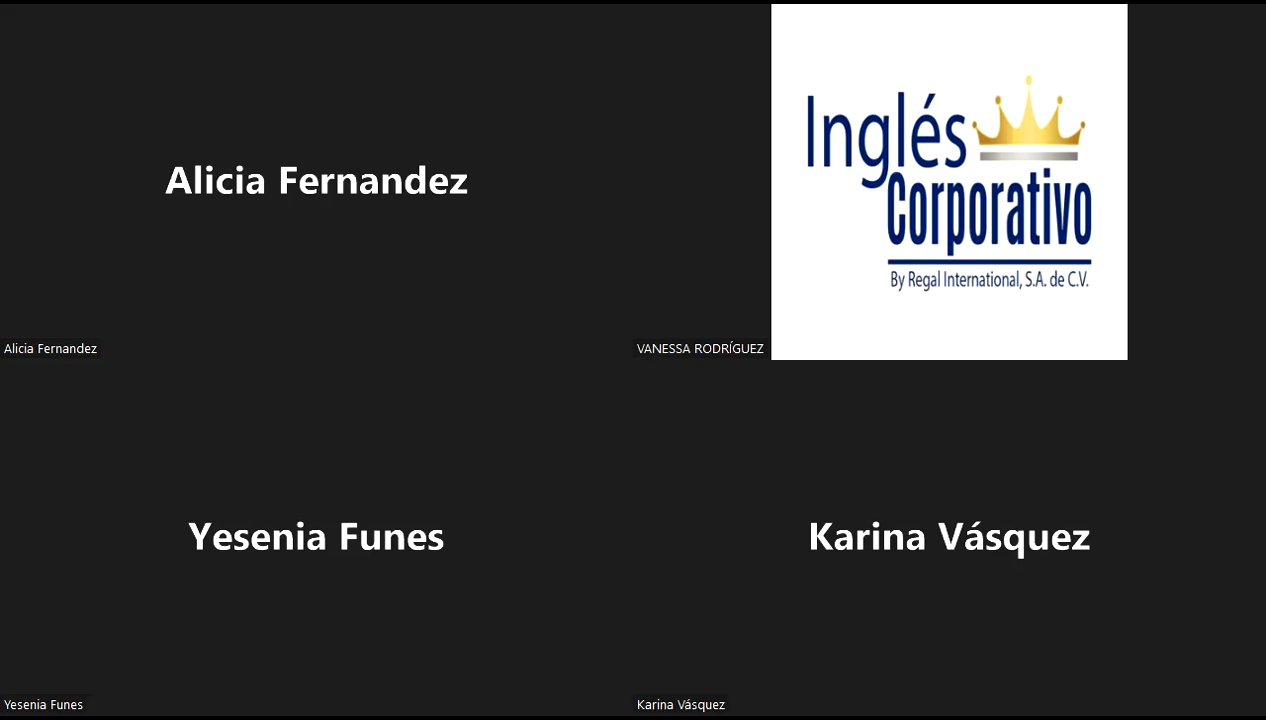 Alicia Fernandez
Alicia Fernandez
Inglés
Corporativo
By Regal International, S.A. de C.V.
VANESSA RODRÍGUEZ
Yesenia Funes
Yesenia Funes
Karina Vásquez
Karina Vásquez